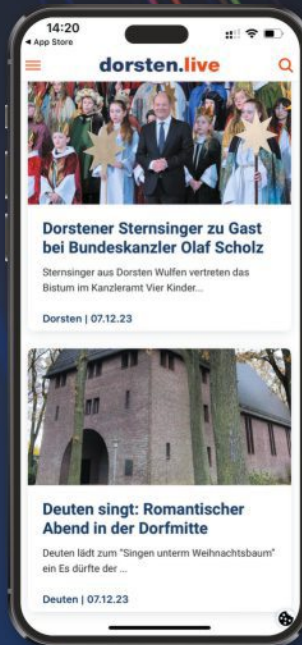 14:20
App Store
dorsten.live
Dorstener Sternsinger zu Gast
bei Bundeskanzler Olaf Scholz
Sternsinger aus Dorsten Wulfen vertreten das
Bistum im Kanzleramt Vier Kinder...
Dorsten | 07.12.23
Deuten singt: Romantischer
Abend in der Dorfmitte
Deuten lädt zum "Singen unterm Weihnachtsbaum"
ein Es dürfte der ...
Deuten | 07.12.23